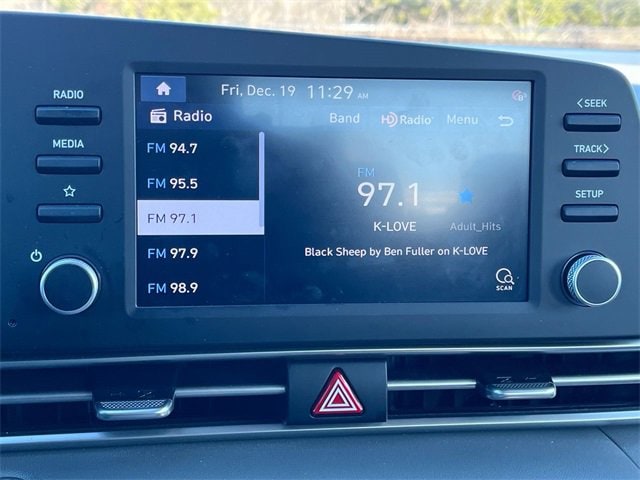 Fri, Dec. 19 11:29 AM
Radio
Band HD Radio Menu
RADIO
MEDIA
<SEEK
TRACK>
SETUP
FM 94.7
FM 95.5
FM 97.1
FM 97.9
FM 98.9
FM
97.1
K-LOVE Adult_Hits
Black Sheep by Ben Fuller on K-LOVE
SCAN